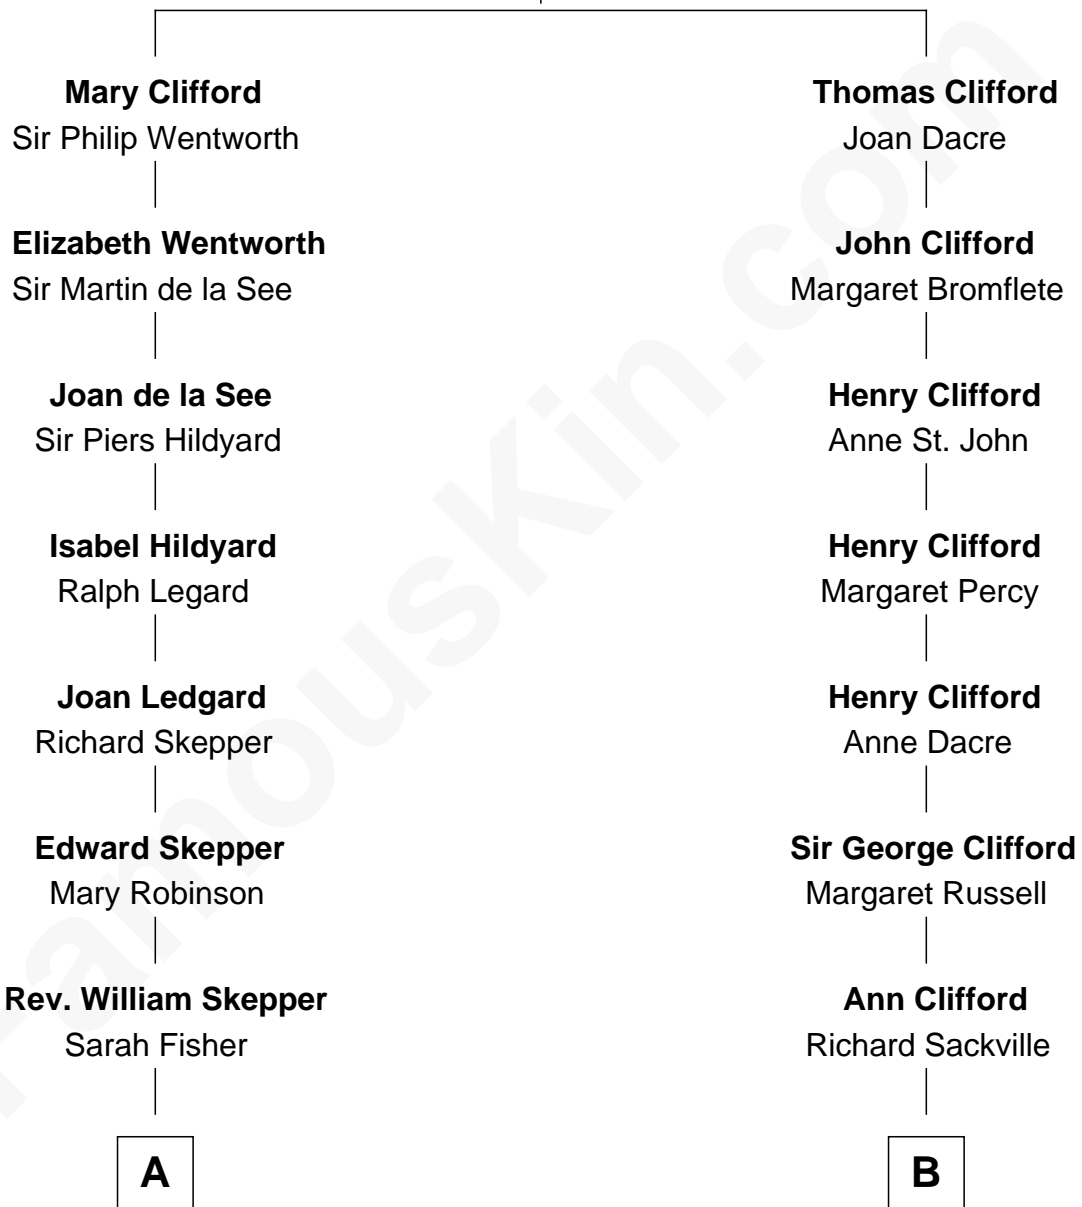 Mary Clifford
Sir Philip Wentworth
Thomas Clifford
Joan Dacre
Elizabeth Wentworth
Sir Martin de la See
John Clifford
Margaret Bromflete
Joan de la See
Sir Piers Hildyard
Henry Clifford
Anne St. John
Isabel Hildyard
Ralph Legard
Henry Clifford
Margaret Percy
Joan Ledgard
Richard Skepper
Henry Clifford
Anne Dacre
Edward Skepper
Mary Robinson
Sir George Clifford
Margaret Russell
Rev. William Skepper
Sarah Fisher
Ann Clifford
Richard Sackville
A
B
FamousKin.com